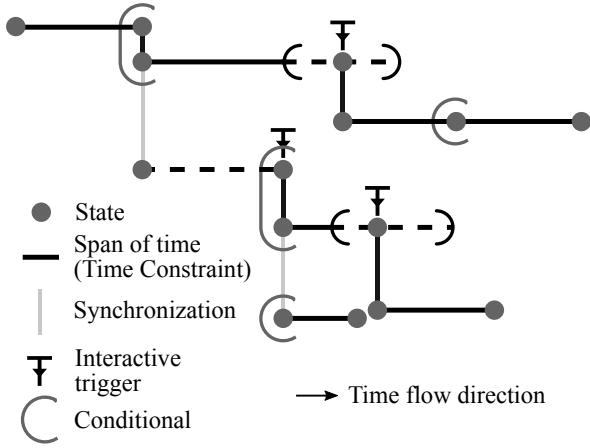 State
Span of time
(Time Constraint)
Synchronization
Interactive
trigger
Conditional
Time flow direction